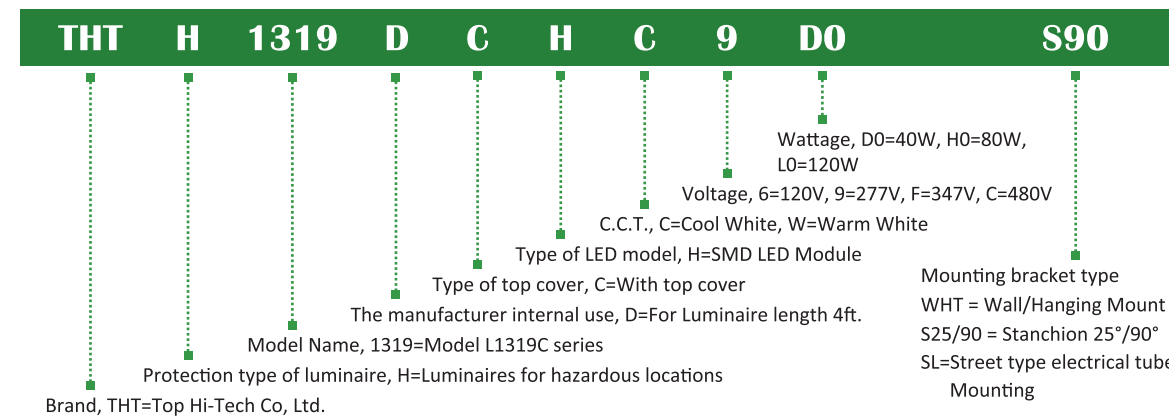 THT H 1319 D C H C 9 D0 S90
Wattage, D0=40W, H0=80W,
L0=120W
Voltage, 6=120V, 9=277V, F=347V, C=480V
C.C.T., C=Cool White, W=Warm White
Type of LED model, H=SMD LED Module
Type of top cover, C=With top cover
The manufacturer internal use, D=For Luminaire length 4ft.
Model Name, 1319=Model L1319C series
Protection type of luminaire, H=Luminaires for hazardous locations
Brand, THT=Top Hi-Tech Co, Ltd.
Mounting bracket type
WHT = Wall/Hanging Mount
S25/90 = Stanchion 25°/90°
SL=Street type electrical tube
Mounting